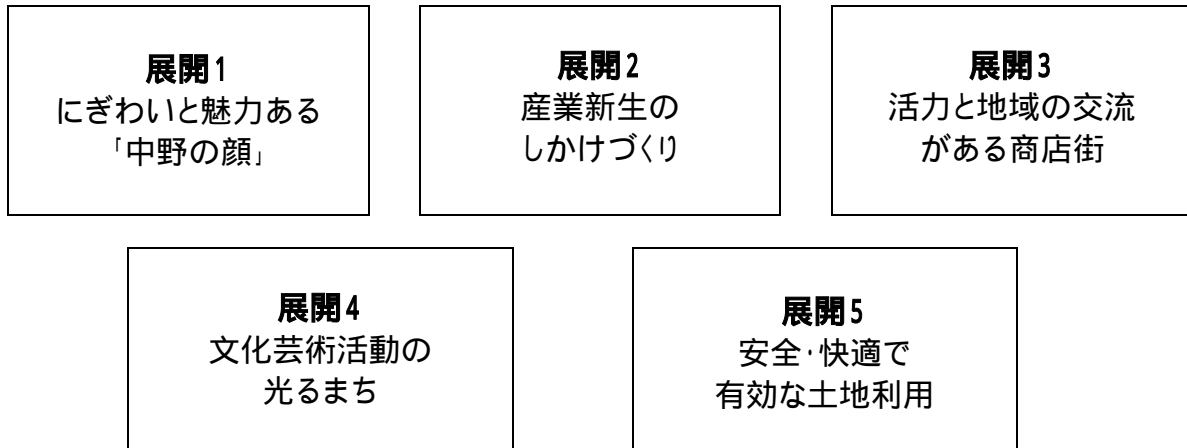 展開1
にぎわいと魅力ある
「中野の顔」
展開2
産業新生の
しかけづくり
展開3
活力と地域の交流
がある商店街
展開4
文化芸術活動の
光るまち
展開5
安全・快適で
有効な土地利用